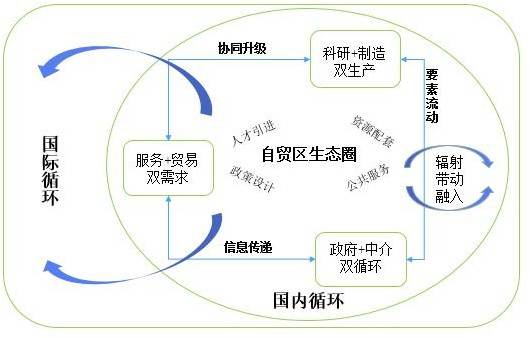 协同升级
科研+制造
双生产
要素流动
人才引进
资源配套
国际循环
服务+贸易
双需求
自贸区生态圈
辐射
带动
融入
政策设计
公共服务
信息传递
政府+中介
双循环
国内循环